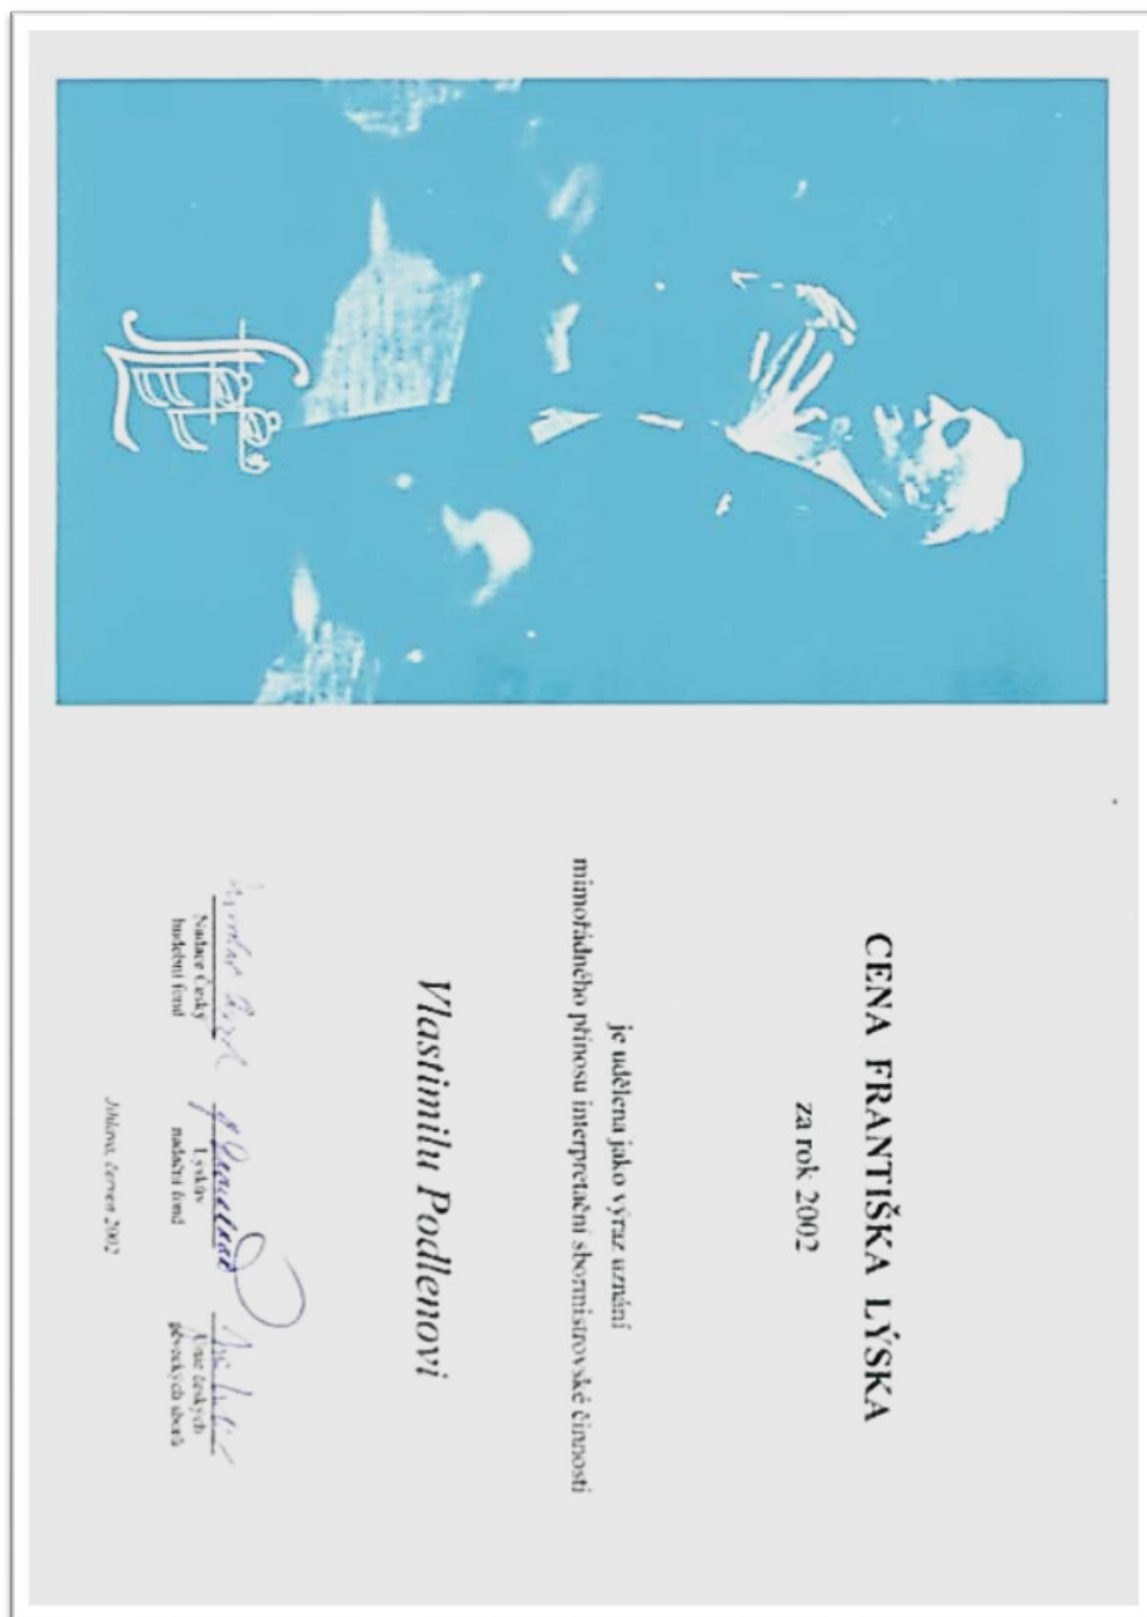 CENA FRANTIŠKA LÝSKA
za rok 2002
je udělena jako výraz uznání
mimořádného přínosu interpretační sbormistrovské činnosti
Vlastimilu Podlenovi
Nadace Český
hudební fond
Lýskův
nadační fond
Unie českých
pěveckých sborů
Jihlava, červen 2002